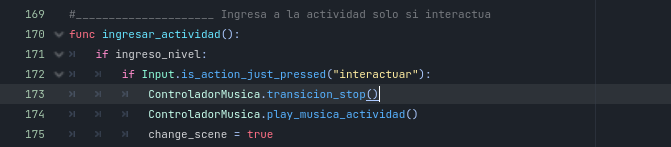 169 #_____________________ Ingresa a la actividad solo si interactua
170 func ingresar_actividad():
171 if ingreso_nivel:
172 if Input.is_action_just_pressed("interactuar"):
173 ControladorMusica.transicion_stop()
174 ControladorMusica.play_musica_actividad()
175 change_scene = true